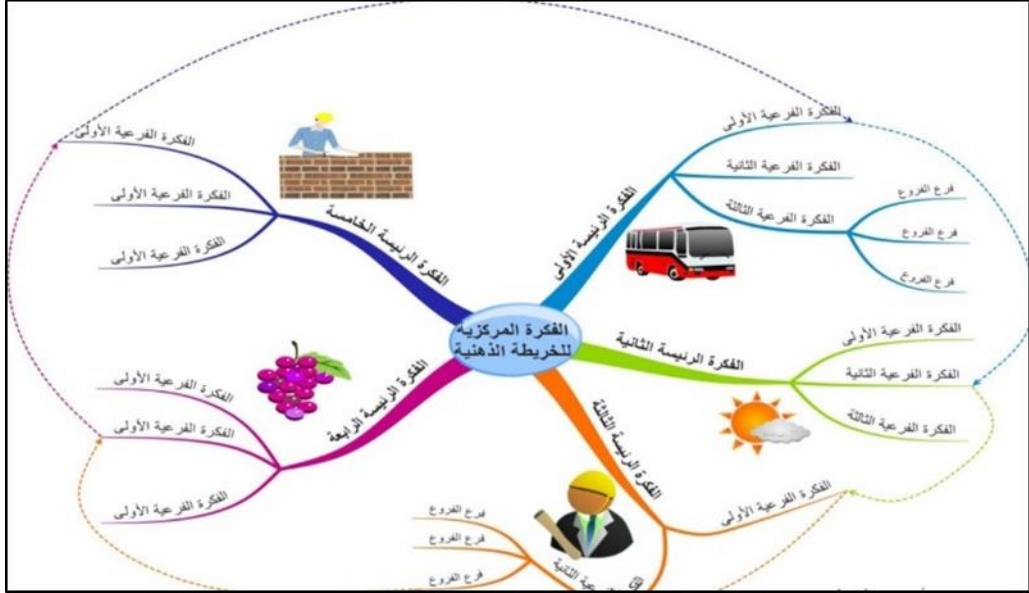 الفكرة المركزية
للخريطة الذهنية
الفكرة الرئيسة الأولى
الفكرة الفرعية الأولى
الفكرة الفرعية الثانية
الفكرة الفرعية الثالثة
فرع الفروع
فرع الفروع
فرع الفروع
الفكرة الرئيسة الثانية
الفكرة الفرعية الأولى
الفكرة الفرعية الثانية
الفكرة الفرعية الثالثة
الفكرة الرئيسة الثالثة
الفكرة الفرعية الأولى
الفرعية الثانية
فرع الفروع
فرع الفروع
فرع الفروع
الفكرة الرئيسة الرابعة
الفكرة الفرعية الأولى
الفكرة الفرعية الأولى
الفكرة الفرعية الأولى
الفكرة الرئيسة الخامسة
الفكرة الفرعية الأولى
الفكرة الفرعية الأولى
الفكرة الفرعية الأولى